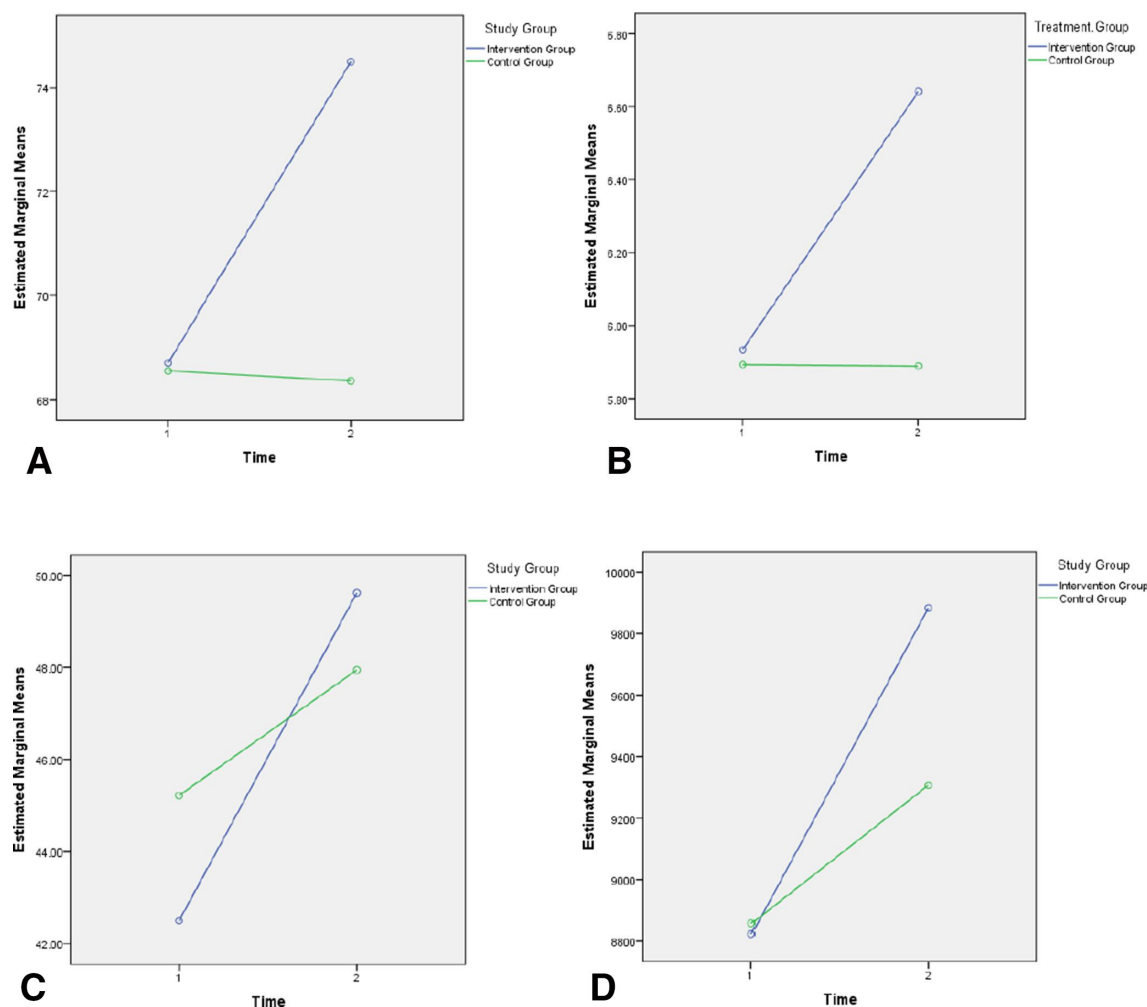 Study Group
Intervention Group
Control Group
Estimated Marginal Means
74
72
70
68
1
2
Time
A
Treatment.Group
Intervention Group
Control Group
Estimated Marginal Means
6.80
6.60
6.40
6.20
6.00
5.80
1
2
Time
B
Study Group
Intervention Group
Control Group
Estimated Marginal Means
50.00
48.00
46.00
44.00
42.00
1
2
Time
C
Study Group
Intervention Group
Control Group
Estimated Marginal Means
10000
9800
9600
9400
9200
9000
8800
1
2
Time
D